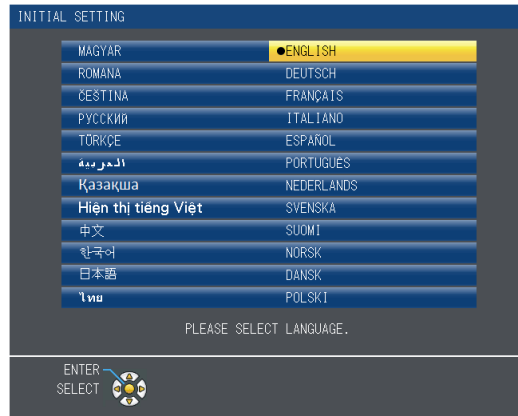 INITIAL SETTING
MAGYAR ●ENGLISH
ROMANA DEUTSCH
ČEŠTINA FRANÇAIS
РУССКИЙ ITALIANO
TÜRKÇE ESPAÑOL
العربية PORTUGUÊS
Қазақша NEDERLANDS
Hiện thị tiếng Việt SVENSKA
中文 SUOMI
한국어 NORSK
日本語 DANSK
ไทย POLSKI
PLEASE SELECT LANGUAGE.
ENTER
SELECT